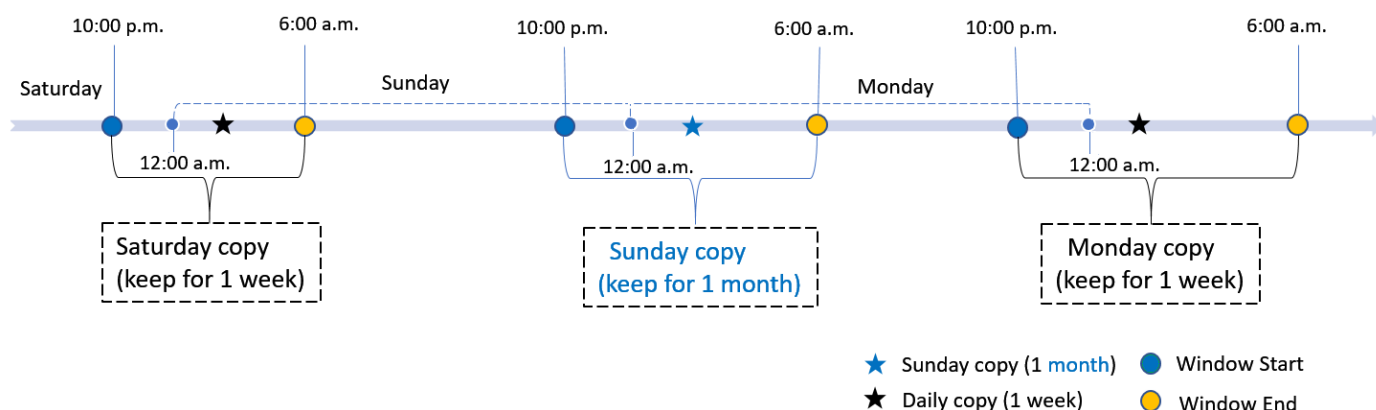 10:00 p.m.
6:00 a.m.
10:00 p.m.
6:00 a.m.
10:00 p.m.
6:00 a.m.
Saturday
Sunday
Monday
12:00 a.m.
12:00 a.m.
12:00 a.m.
Saturday copy
(keep for 1 week)
Sunday copy
(keep for 1 month)
Monday copy
(keep for 1 week)
Sunday copy (1 month)
Window Start
Daily copy (1 week)
Window End